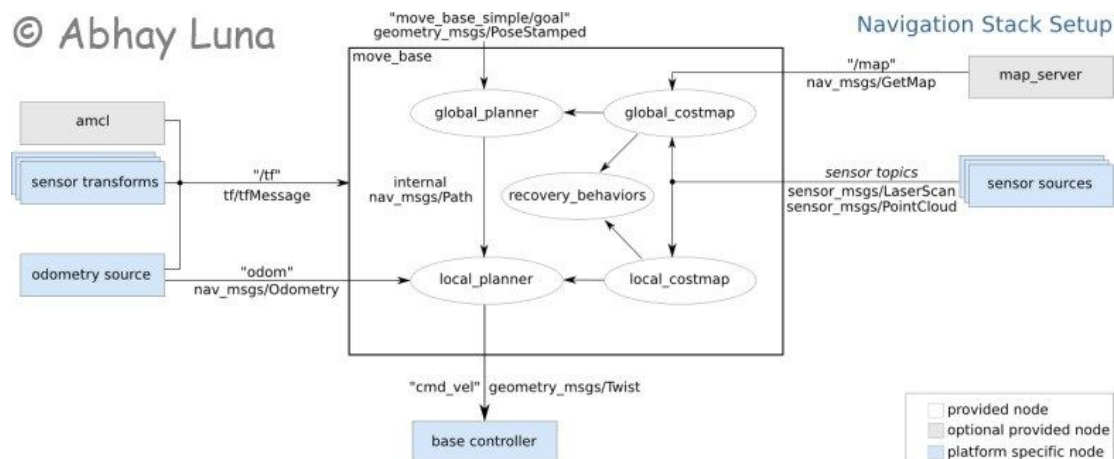 © Abhay Luna
Navigation Stack Setup
"move_base_simple/goal"
geometry_msgs/PoseStamped
move_base
"/map"
nav_msgs/GetMap
map_server
amcl
global_planner
global_costmap
sensor transforms
"/tf"
tf/tfMessage
internal
nav_msgs/Path
recovery_behaviors
sensor topics
sensor_msgs/LaserScan
sensor_msgs/PointCloud
sensor sources
odometry source
"odom"
nav_msgs/Odometry
local_planner
local_costmap
"cmd_vel" geometry_msgs/Twist
base controller
provided node
optional provided node
platform specific node